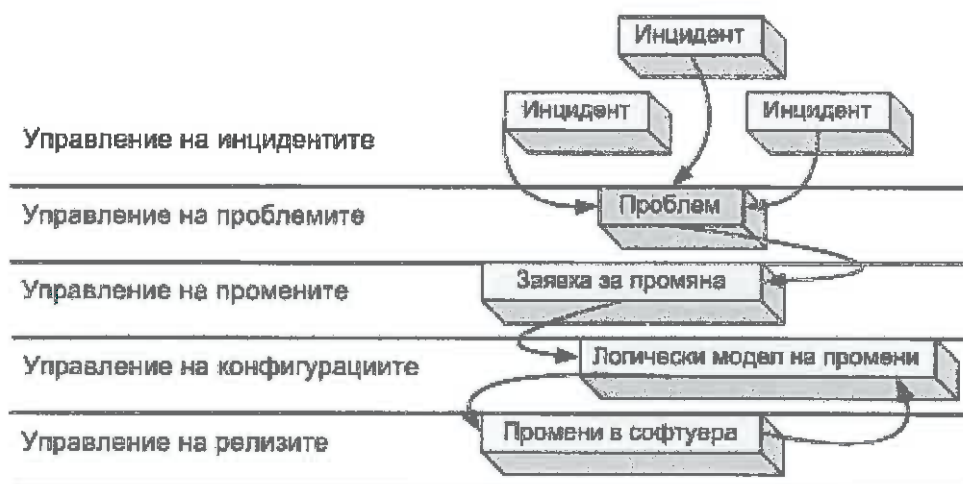 Инцидент
Инцидент
Инцидент
Управление на инцидентите
Управление на проблемите
Проблем
Управление на промените
Заявка за промяна
Управление на конфигурациите
Логически модел на промени
Управление на релизите
Промени в софтуера